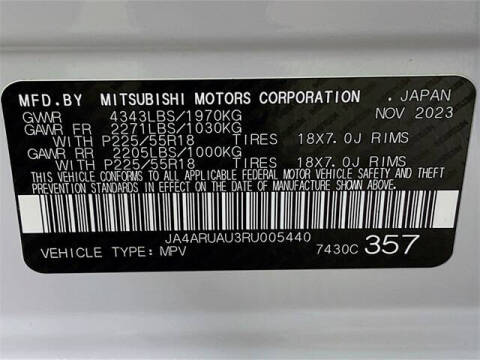 MFD.BY MITSUBISHI MOTORS CORPORATION . JAPAN
GVWR 4343LBS/1970KG NOV 2023
GAWR FR 2271LBS/1030KG
WITH P225/55R18 TIRES 18X7.0J RIMS
GAWR RR 2205LBS/1000KG
WITH P225/55R18 TIRES 18X7.0J RIMS
THIS VEHICLE CONFORMS TO ALL APPLICABLE FEDERAL MOTOR VEHICLE SAFETY, BUMPER, AND THEFT
PREVENTION STANDARDS IN EFFECT ON THE DATE OF MANUFACTURE SHOWN ABOVE.
JA4ARUAU3RU005440
VEHICLE TYPE: MPV 7430C 357